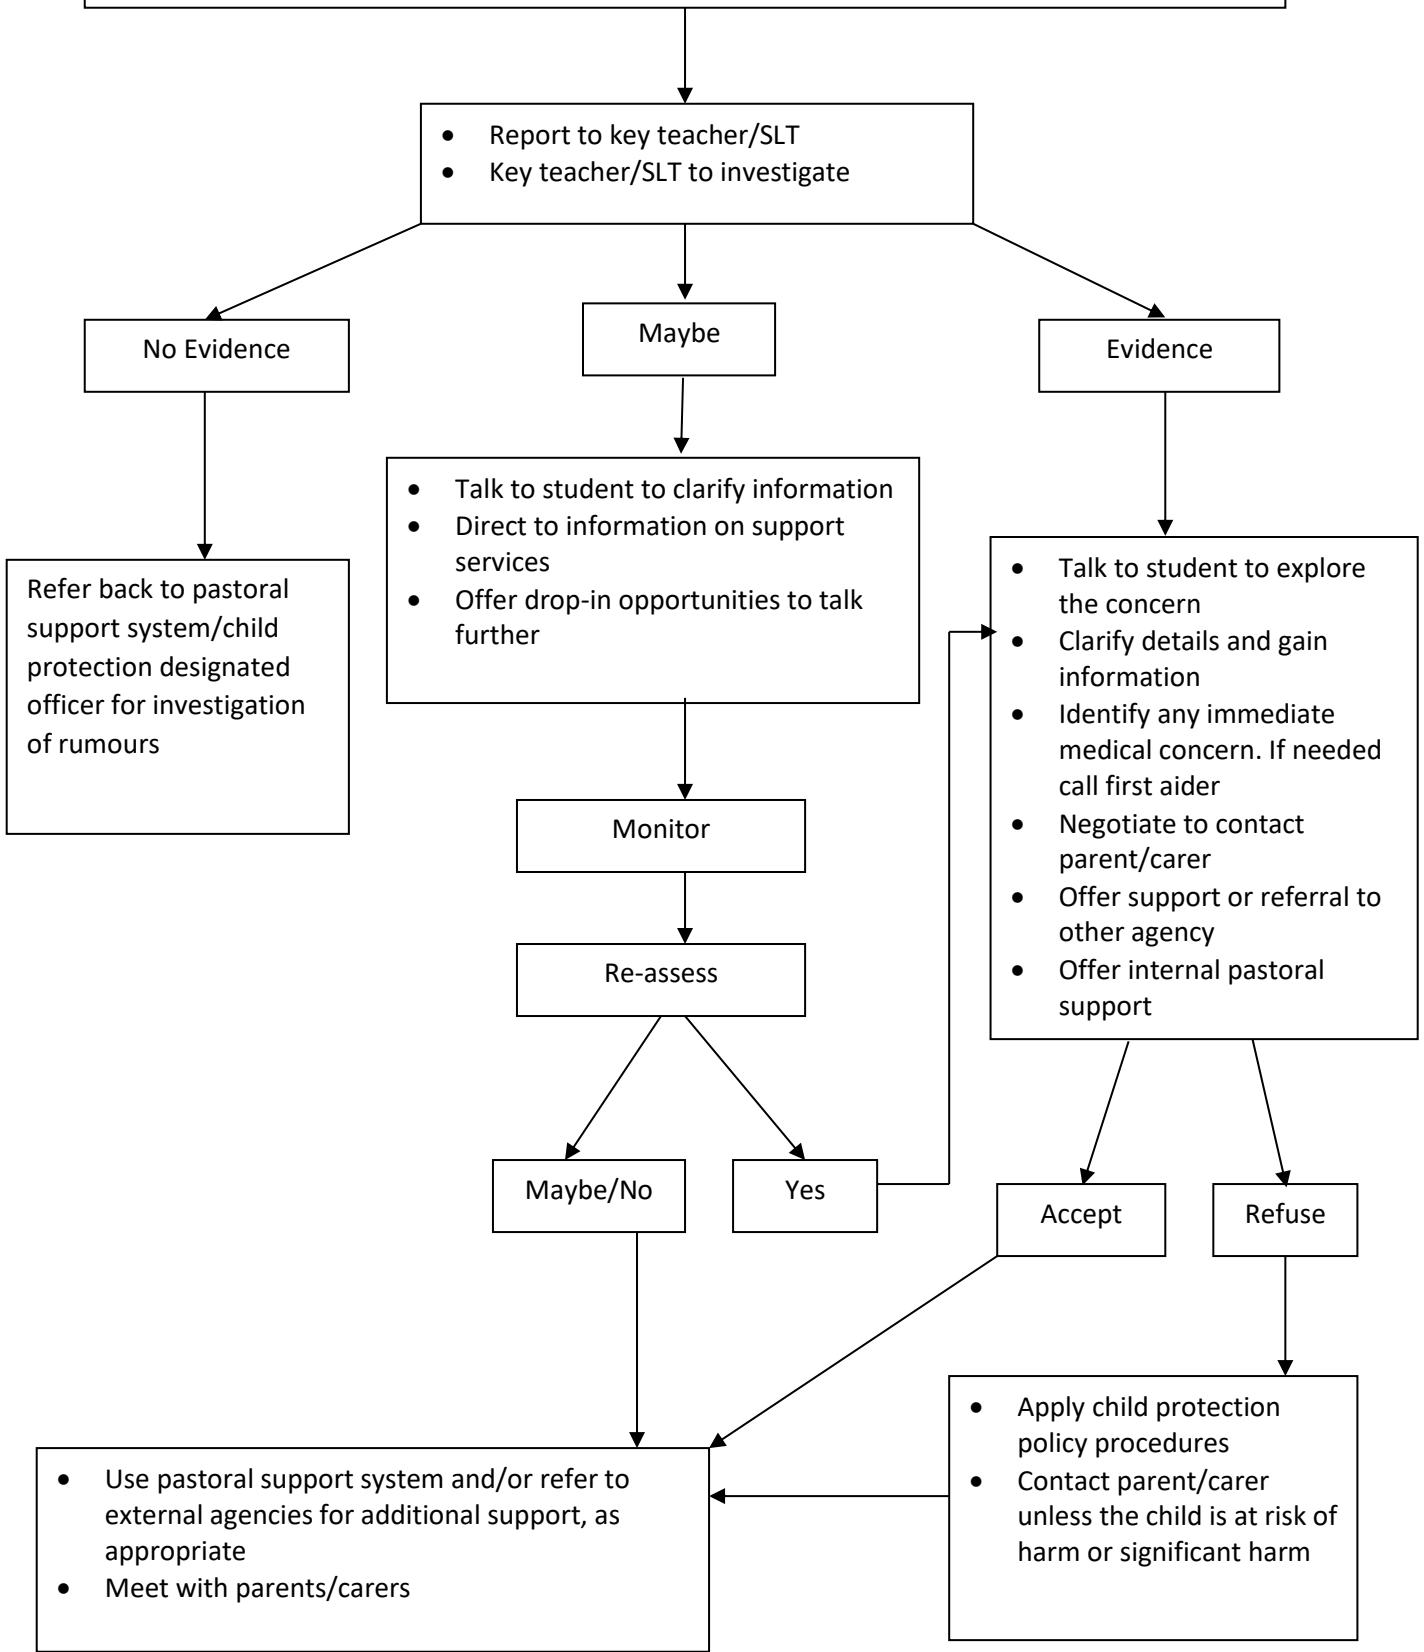 • Report to key teacher/SLT
• Key teacher/SLT to investigate
No Evidence
Maybe
Evidence
Refer back to pastoral
support system/child
protection designated
officer for investigation
of rumours
• Talk to student to clarify information
• Direct to information on support
services
• Offer drop-in opportunities to talk
further
• Talk to student to explore
the concern
• Clarify details and gain
information
• Identify any immediate
medical concern. If needed
call first aider
• Negotiate to contact
parent/carer
• Offer support or referral to
other agency
• Offer internal pastoral
support
Monitor
Re-assess
Maybe/No
Yes
Accept
Refuse
• Use pastoral support system and/or refer to
external agencies for additional support, as
appropriate
• Meet with parents/carers
• Apply child protection
policy procedures
• Contact parent/carer
unless the child is at risk of
harm or significant harm